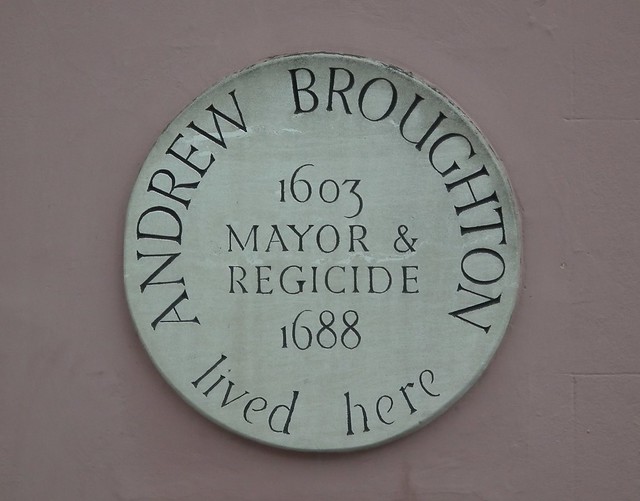 ANDREW BROUGHTON
1603
MAYOR &
REGICIDE
1688
lived here